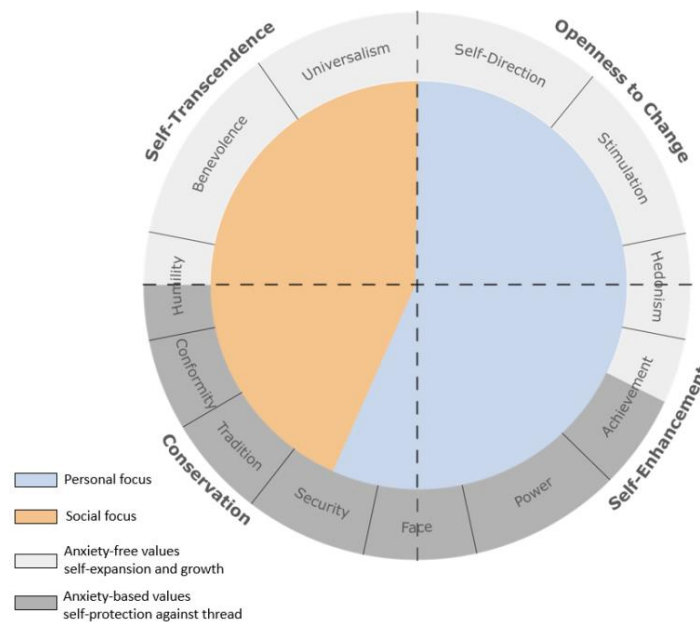 Self-Transcendence
Openness to Change
Universalism
Self-Direction
Benevolence
Stimulation
Humility
Hedonism
Conformity
Achievement
Tradition
Security
Face
Power
Conservation
Self-Enhancement
Personal focus
Social focus
Anxiety-free values
self-expansion and growth
Anxiety-based values
self-protection against thread